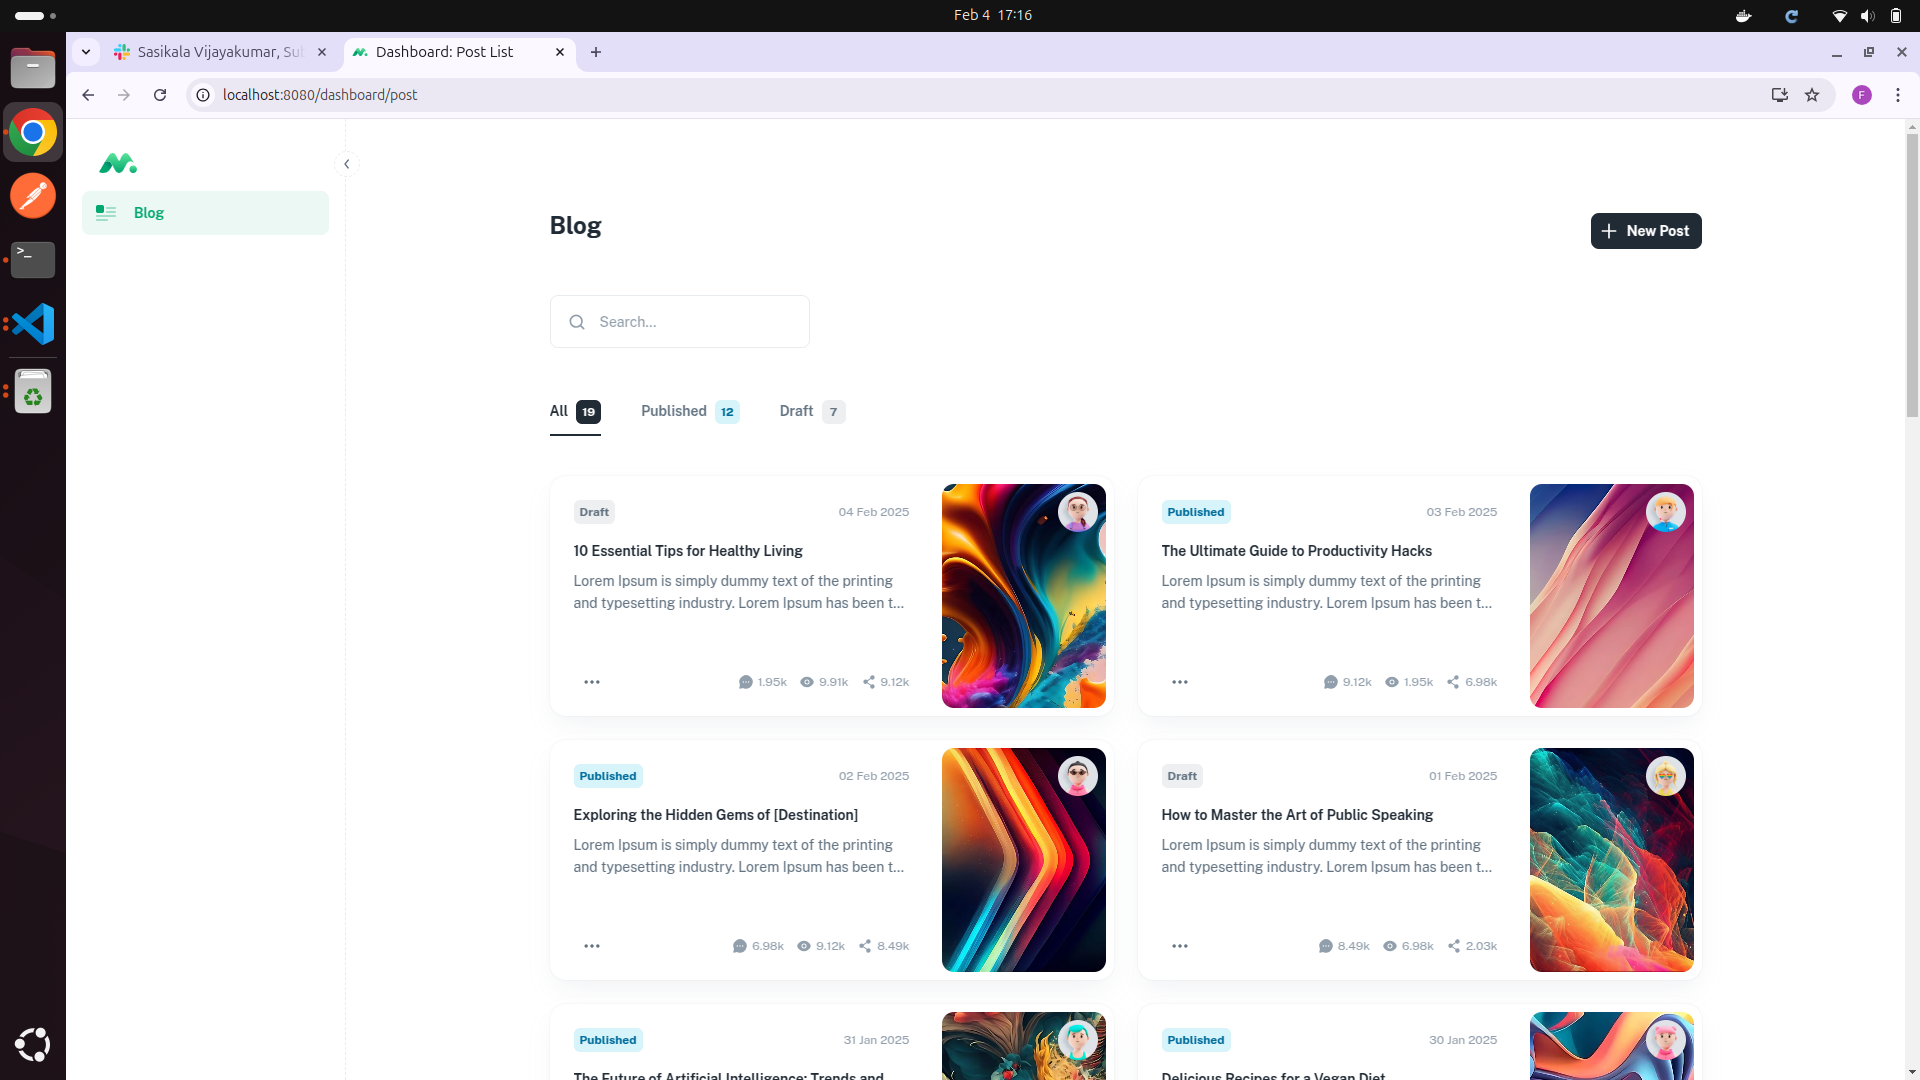 Feb 4 17:16
Sasikala Vijayakumar, Su
Dashboard: Post List
localhost:8080/dashboard/post
F
Blog
Blog
New Post
Search...
All 19
Published 12
Draft 7
Draft
04 Feb 2025
10 Essential Tips for Healthy Living
Lorem Ipsum is simply dummy text of the printing
and typesetting industry. Lorem Ipsum has been t...
1.95k 9.91k 9.12k
Published
03 Feb 2025
The Ultimate Guide to Productivity Hacks
Lorem Ipsum is simply dummy text of the printing
and typesetting industry. Lorem Ipsum has been t...
9.12k 1.95k 6.98k
Published
02 Feb 2025
Exploring the Hidden Gems of [Destination]
Lorem Ipsum is simply dummy text of the printing
and typesetting industry. Lorem Ipsum has been t...
6.98k 9.12k 8.49k
Draft
01 Feb 2025
How to Master the Art of Public Speaking
Lorem Ipsum is simply dummy text of the printing
and typesetting industry. Lorem Ipsum has been t...
8.49k 6.98k 2.03k
Published
31 Jan 2025
The Future of Artificial Intelligence: Trends and
Published
30 Jan 2025
Delicious Recipes for a Vegan Diet